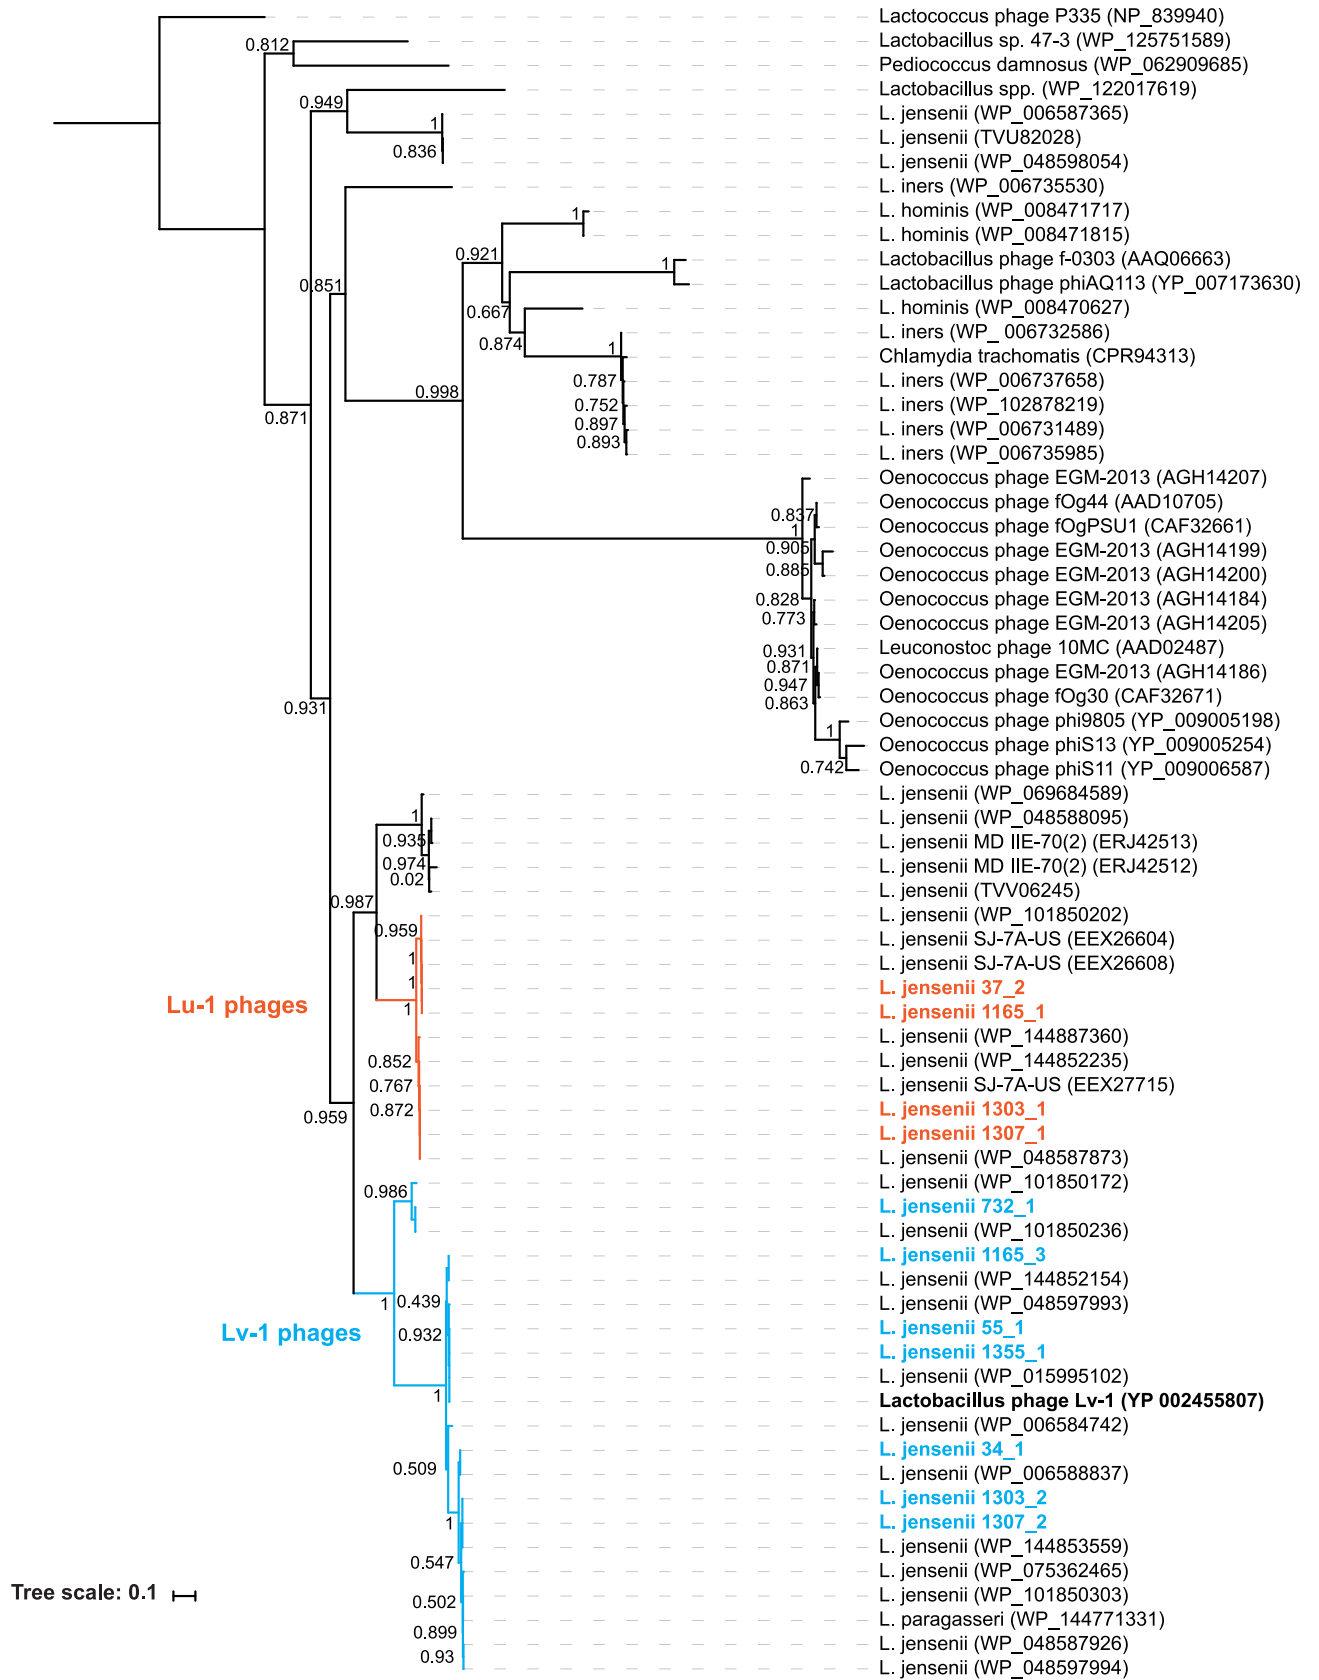 Lactococcus phage P335 (NP_839940)
0.812
Lactobacillus sp. 47-3 (WP_125751589)
Pediococcus damnosus (WP_062909685)
0.949
Lactobacillus spp. (WP_122017619)
1
L. jensenii (WP_006587365)
L. jensenii (TVU82028)
0.836
L. jensenii (WP_048598054)
L. iners (WP_006735530)
1
L. hominis (WP_008471717)
L. hominis (WP_008471815)
0.921
1
Lactobacillus phage f-0303 (AAQ06663)
0.851
Lactobacillus phage phiAQ113 (YP_007173630)
0.667
L. hominis (WP_008470627)
L. iners (WP_ 006732586)
0.874
1
Chlamydia trachomatis (CPR94313)
0.787
L. iners (WP_006737658)
0.998
0.752
L. iners (WP_102878219)
0.871
0.897
L. iners (WP_006731489)
0.893
L. iners (WP_006735985)
Oenococcus phage EGM-2013 (AGH14207)
Oenococcus phage fOg44 (AAD10705)
0.837
1
Oenococcus phage fOgPSU1 (CAF32661)
0.905
Oenococcus phage EGM-2013 (AGH14199)
0.885
Oenococcus phage EGM-2013 (AGH14200)
0.828
Oenococcus phage EGM-2013 (AGH14184)
0.773
Oenococcus phage EGM-2013 (AGH14205)
0.931
Leuconostoc phage 10MC (AAD02487)
0.871
Oenococcus phage EGM-2013 (AGH14186)
0.947
0.863
Oenococcus phage fOg30 (CAF32671)
0.931
1
Oenococcus phage phi9805 (YP_009005198)
Oenococcus phage phiS13 (YP_009005254)
0.742
Oenococcus phage phiS11 (YP_009006587)
L. jensenii (WP_069684589)
1
L. jensenii (WP_048588095)
0.935
L. jensenii MD IIE-70(2) (ERJ42513)
0.974
L. jensenii MD IIE-70(2) (ERJ42512)
0.02
L. jensenii (TVV06245)
0.987
L. jensenii (WP_101850202)
0.959
L. jensenii SJ-7A-US (EEX26604)
1
L. jensenii SJ-7A-US (EEX26608)
1
L. jensenii 37_2
Lu-1 phages
1
L. jensenii 1165_1
L. jensenii (WP_144887360)
0.852
L. jensenii (WP_144852235)
0.767
L. jensenii SJ-7A-US (EEX27715)
0.959
0.872
L. jensenii 1303_1
L. jensenii 1307_1
L. jensenii (WP_048587873)
L. jensenii (WP_101850172)
0.986
L. jensenii 732_1
L. jensenii (WP_101850236)
L. jensenii 1165_3
L. jensenii (WP_144852154)
1
0.439
L. jensenii (WP_048597993)
Lv-1 phages
0.932
L. jensenii 55_1
L. jensenii 1355_1
L. jensenii (WP_015995102)
1
Lactobacillus phage Lv-1 (YP 002455807)
L. jensenii (WP_006584742)
L. jensenii 34_1
0.509
L. jensenii (WP_006588837)
L. jensenii 1303_2
1
L. jensenii 1307_2
L. jensenii (WP_144853559)
0.547
L. jensenii (WP_075362465)
Tree scale: 0.1
0.502
L. jensenii (WP_101850303)
L. paragasseri (WP_144771331)
0.899
L. jensenii (WP_048587926)
0.93
L. jensenii (WP_048597994)